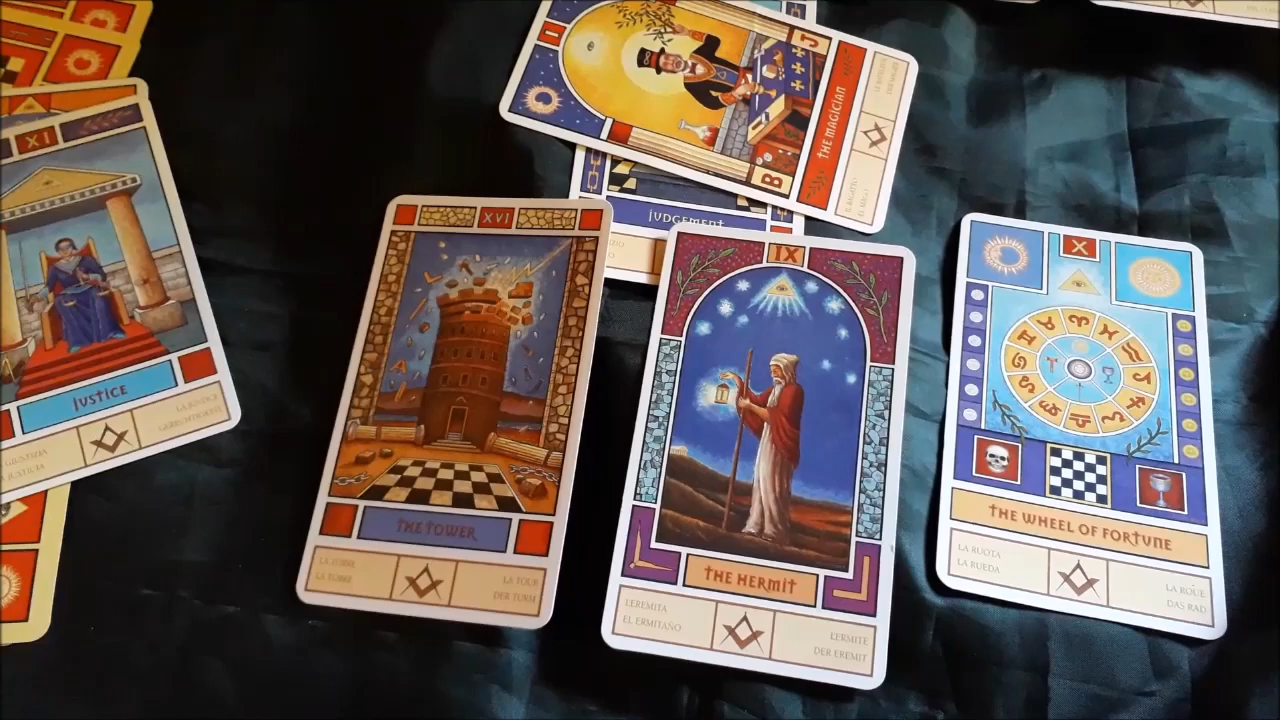 XI
JUSTICE
LA JUSTICE
GERECHTIGKEIT
LA GIUSTIZIA
LA JUSTICIA
J
B
THE MAGICIAN
JUDGEMENT
XVI
THE TOWER
LA TORRE
LA TORRE
LA TOUR
DER TURM
IX
THE HERMIT
L'EREMITA
EL ERMITAÑO
L'ERMITE
DER EREMIT
X
THE WHEEL OF FORTUNE
LA RUOTA
LA RUEDA
LA ROUE
DAS RAD